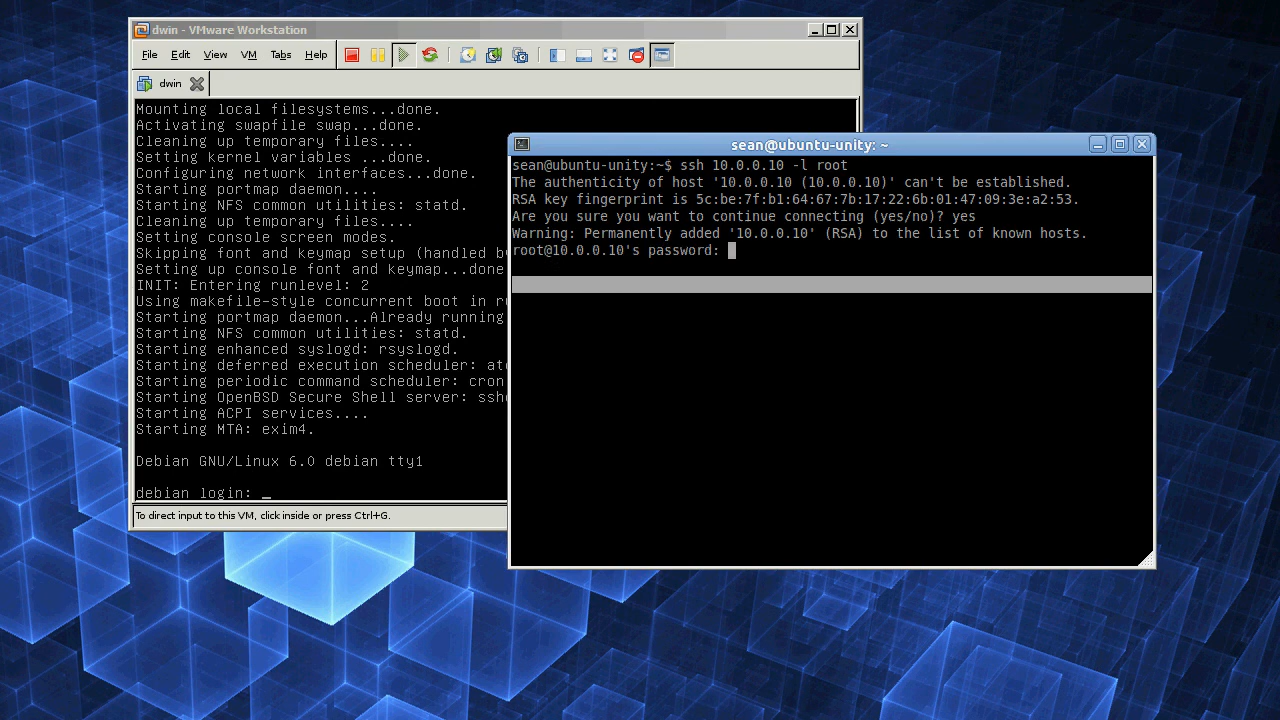 dwin - VMware Workstation
File Edit View VM Tabs Help
dwin
Mounting local filesystems...done.
Activating swapfile swap...done.
Cleaning up temporary files....
Setting kernel variables ...done.
Configuring network interfaces...done.
Starting portmap daemon....
Starting NFS common utilities: statd.
Cleaning up temporary files....
Setting console screen modes.
Skipping font and keymap setup (handled
Setting up console font and keymap...done
INIT: Entering runlevel: 2
Using makefile-style concurrent boot in
Starting portmap daemon...Already running
Starting NFS common utilities: statd.
Starting enhanced syslogd: rsyslogd.
Starting deferred execution scheduler:
Starting periodic command scheduler: cron
Starting OpenBSD Secure Shell server:
Starting ACPI services....
Starting MTA: exim4.
Debian GNU/Linux 6.0 debian tty1
debian login: _
To direct input to this VM, click inside or press Ctrl+G.
sean@ubuntu-unity: ~
sean@ubuntu-unity:~$ ssh 10.0.0.10 -l root
The authenticity of host '10.0.0.10 (10.0.0.10)' can't be established.
RSA key fingerprint is 5c:be:7f:b1:64:67:7b:17:22:6b:01:47:09:3e:a2:53.
Are you sure you want to continue connecting (yes/no)? yes
Warning: Permanently added '10.0.0.10' (RSA) to the list of known hosts.
root@10.0.0.10's password: